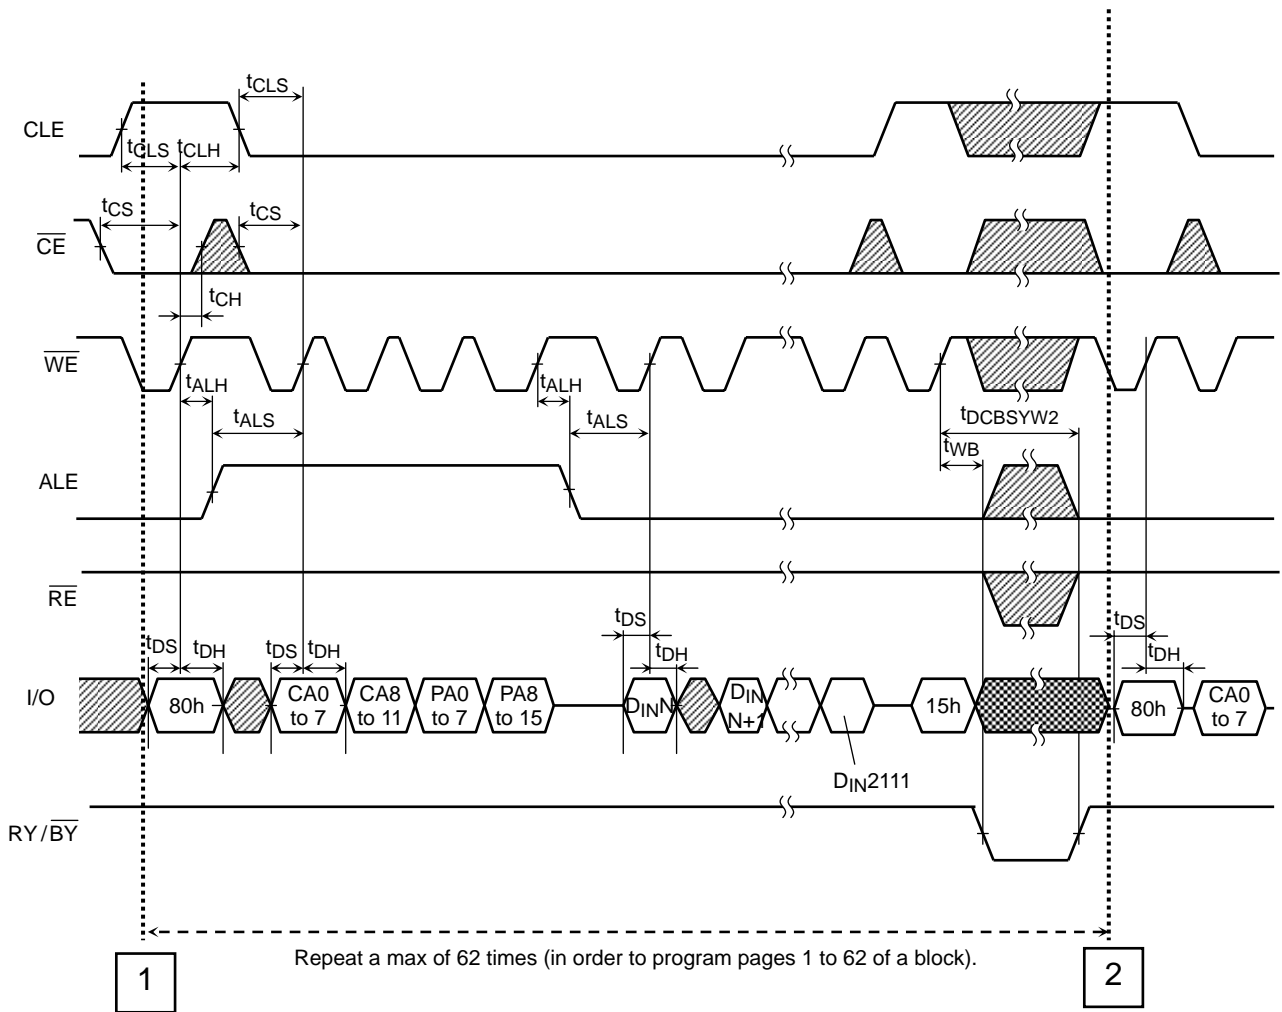 tCLS
CLE
tCLS tCLH
tCS tCS
CE
tCH
WE
tALH tALH
tALS tALS
tDCBSYW2
tWB
ALE
RE
tDS tDH tDS tDH tDS tDH tDS tDH
I/O
80h
CA0 to 7
CA8 to 11
PA0 to 7
PA8 to 15
DINN
DIN N+1
15h
80h
CA0 to 7
DIN2111
RY/BY
Repeat a max of 62 times (in order to program pages 1 to 62 of a block).
1
2